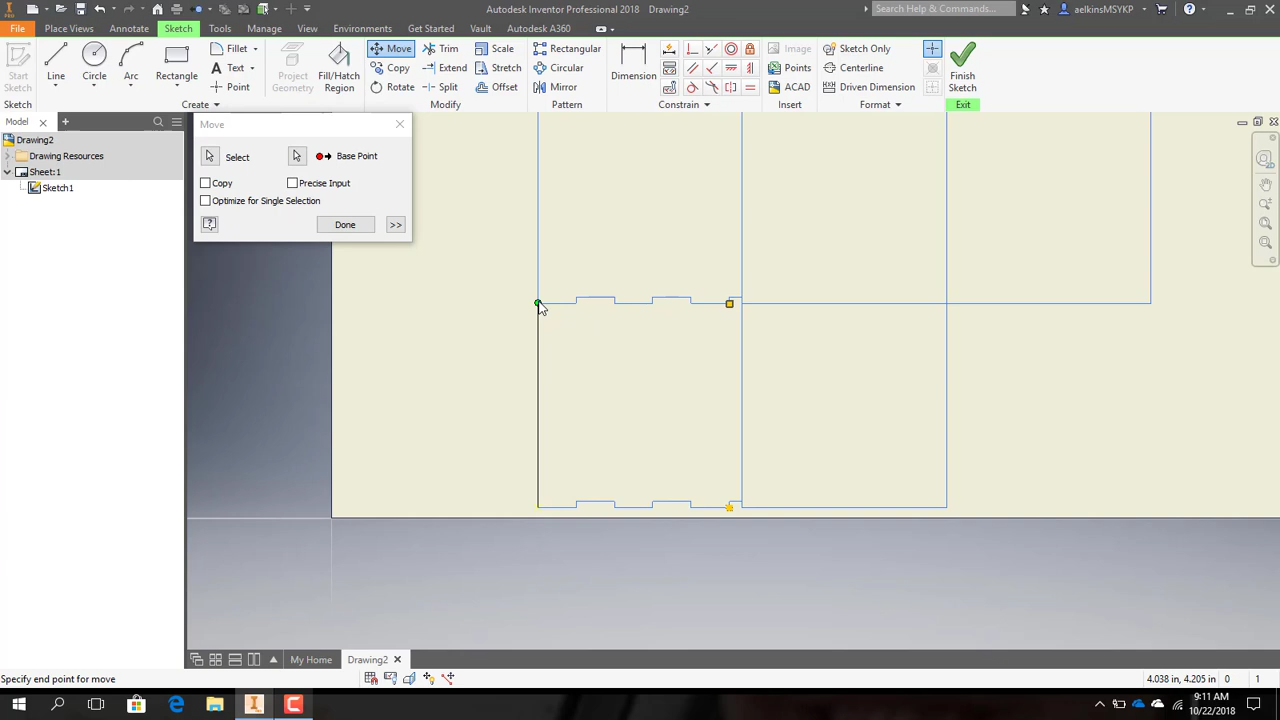 Autodesk Inventor Professional 2018   Drawing2
Search Help & Commands...
aelkinsMSYKP
File Place Views Annotate Sketch Tools Manage View Environments Get Started Vault Autodesk A360
Start Sketch
Line Circle Arc Rectangle
Fillet
Text
Point
Project Geometry
Fill/Hatch Region
Move Trim Scale
Copy Extend Stretch
Rotate Split Offset
Rectangular
Circular
Mirror
Dimension
Image
Points
ACAD
Sketch Only
Centerline
Driven Dimension
Finish Sketch
Sketch Create Modify Pattern Constrain Insert Format Exit
Model
Drawing2
Drawing Resources
Sheet:1
Sketch1
Move
Select Base Point
Copy Precise Input
Optimize for Single Selection
Done >>
My Home Drawing2
Specify end point for move
4.038 in, 4.205 in 0 1
9:11 AM
10/22/2018